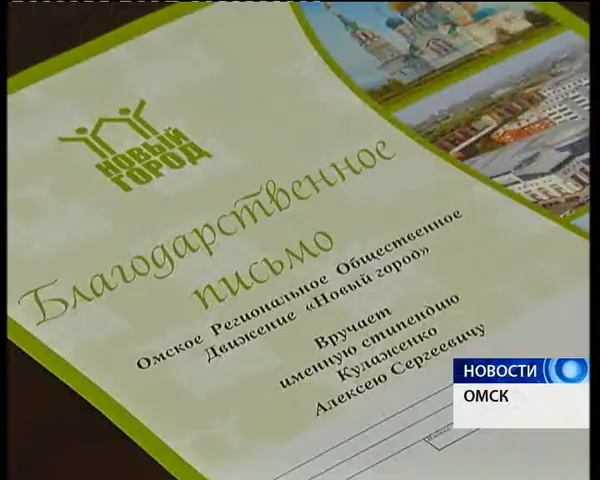 НОВЫЙ
ГОРОД
Благодарственное
письмо
Омское Региональное Общественное
Движение «Новый город»
Вручает
именную стипендию
Кулаженко
Алексею Сергеевичу
НОВОСТИ
ОМСК